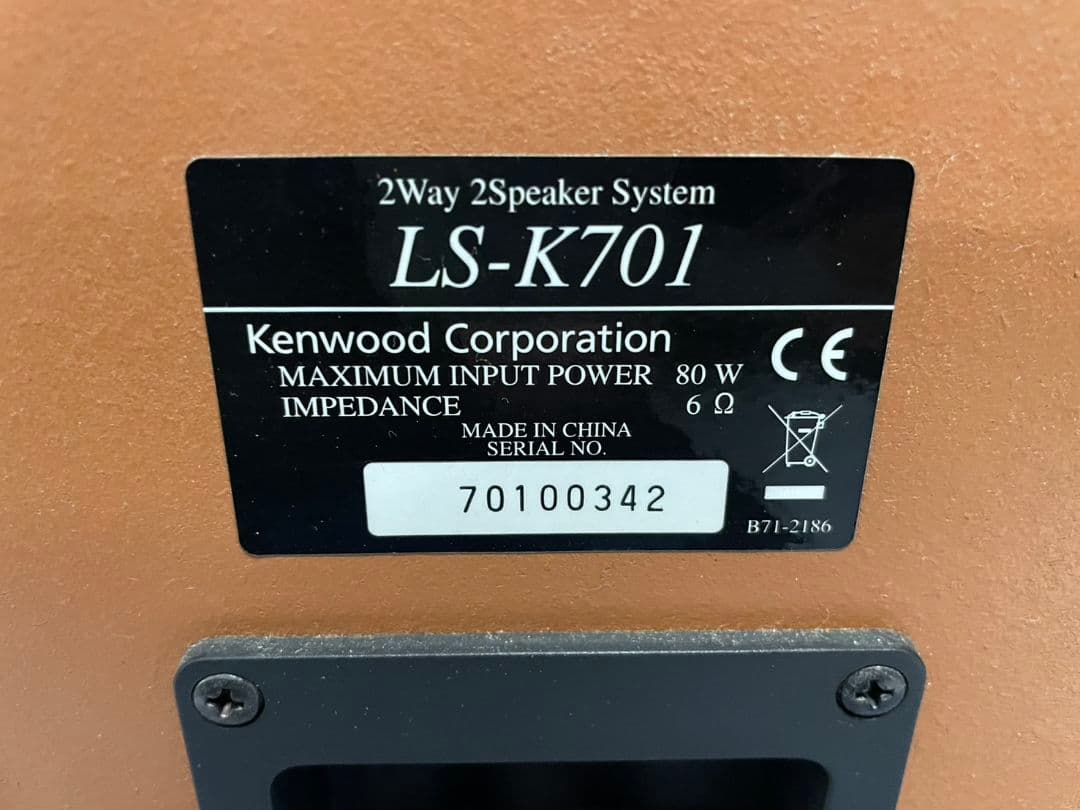 2Way 2Speaker System
LS-K701
Kenwood Corporation
MAXIMUM INPUT POWER 80 W
IMPEDANCE 6 Ω
MADE IN CHINA
SERIAL NO.
70100342
CE
B71-2186